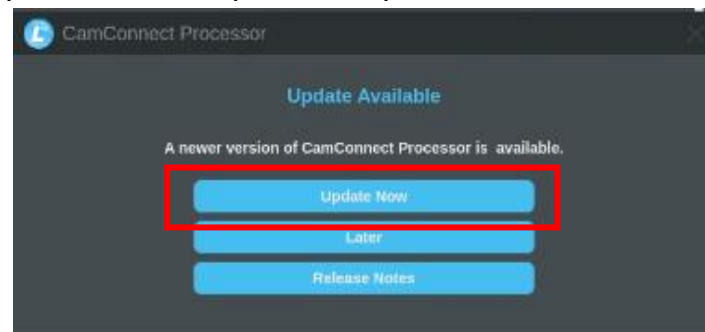 CamConnect Processor
Update Available
A newer version of CamConnect Processor is available.
Update Now
Later
Release Notes